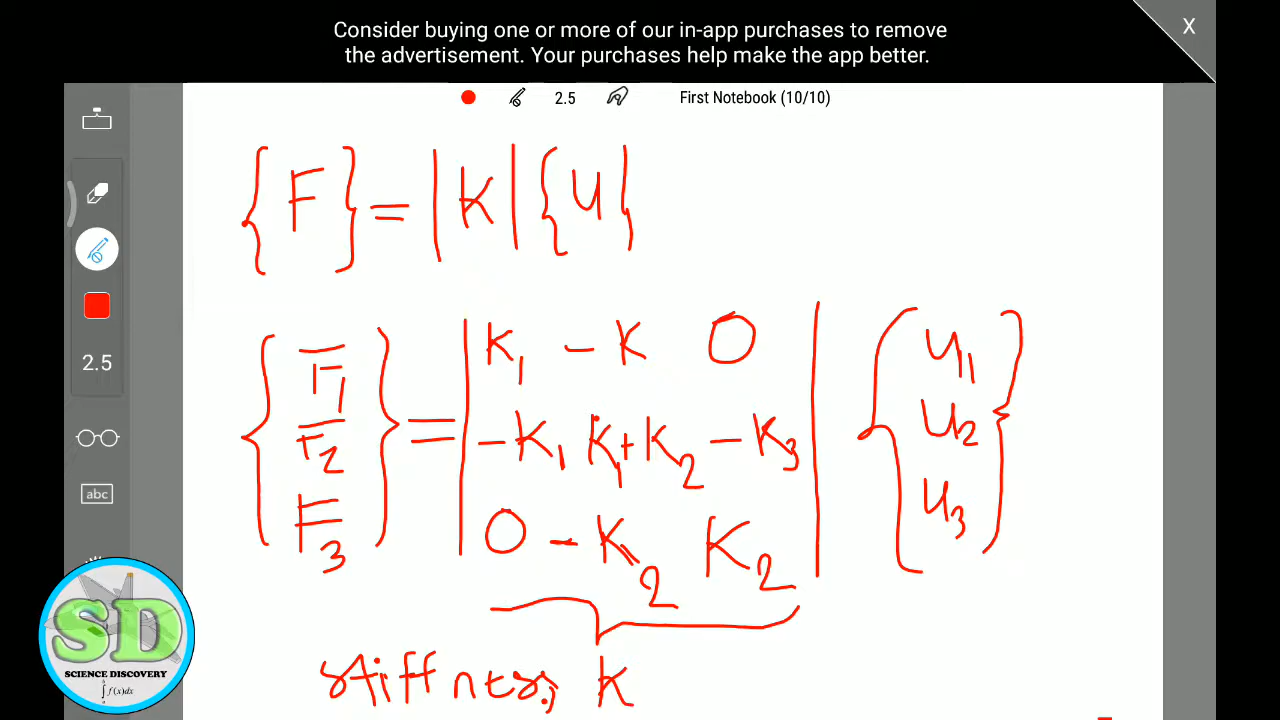 Consider buying one or more of our in-app purchases to remove
the advertisement. Your purchases help make the app better.
X
2.5
First Notebook (10/10)
{F} = |K| {u}
2.5
abc
{F1 F2 F3} = |K1 -K 0
-K1 K1+K2 -K3
0 -K2 K2| {u1 u2 u3}
stiffness, K
SD
SCIENCE DISCOVERY
∫f(x)dx